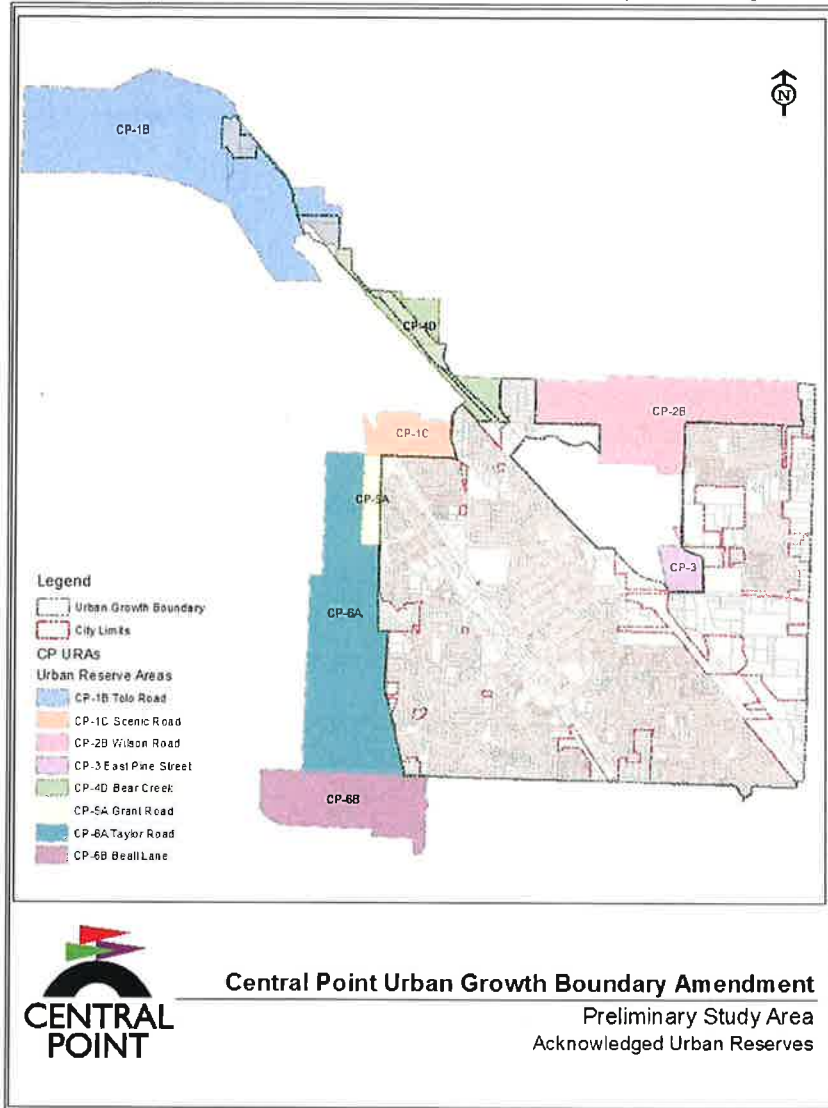 N
CP-1B
CP-4D
CP-2B
CP-1C
CP-5A
CP-3
CP-6A
CP-6B
Legend
Urban Growth Boundary
City Limits
CP URAs
Urban Reserve Areas
CP-1B Tolo Road
CP-1C Scenic Road
CP-2B Wilson Road
CP-3 East Pine Street
CP-4D Bear Creek
CP-5A Grant Road
CP-6A Taylor Road
CP-6B Beall Lane
CENTRAL
POINT
Central Point Urban Growth Boundary Amendment
Preliminary Study Area
Acknowledged Urban Reserves